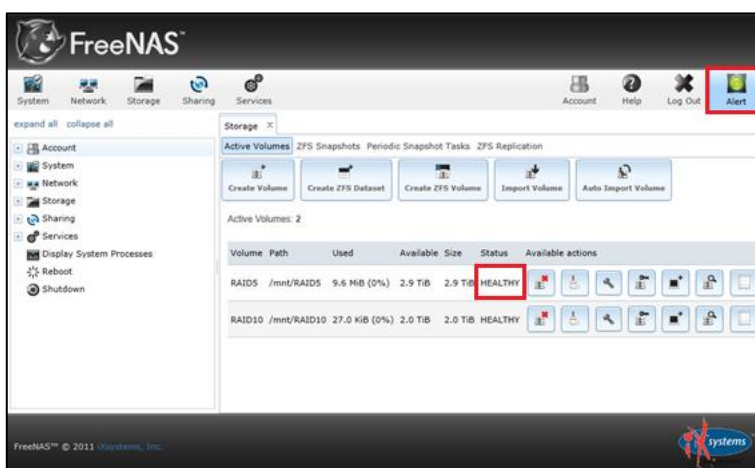 FreeNAS™
System Network Storage Sharing Services Account Help Log Out Alert
expand all collapse all
Account
System
Network
Storage
Sharing
Services
Display System Processes
Reboot
Shutdown
Storage X
Active Volumes ZFS Snapshots Periodic Snapshot Tasks ZFS Replication
Create Volume Create ZFS Dataset Create ZFS Volume Import Volume Auto Import Volume
Active Volumes: 2
Volume Path Used Available Size Status Available actions
RAID5 /mnt/RAID5 9.6 MiB (0%) 2.9 TiB 2.9 TiB HEALTHY
RAID10 /mnt/RAID10 27.0 KiB (0%) 2.0 TiB 2.0 TiB HEALTHY
FreeNAS™ © 2011 iXsystems, Inc.
iXsystems